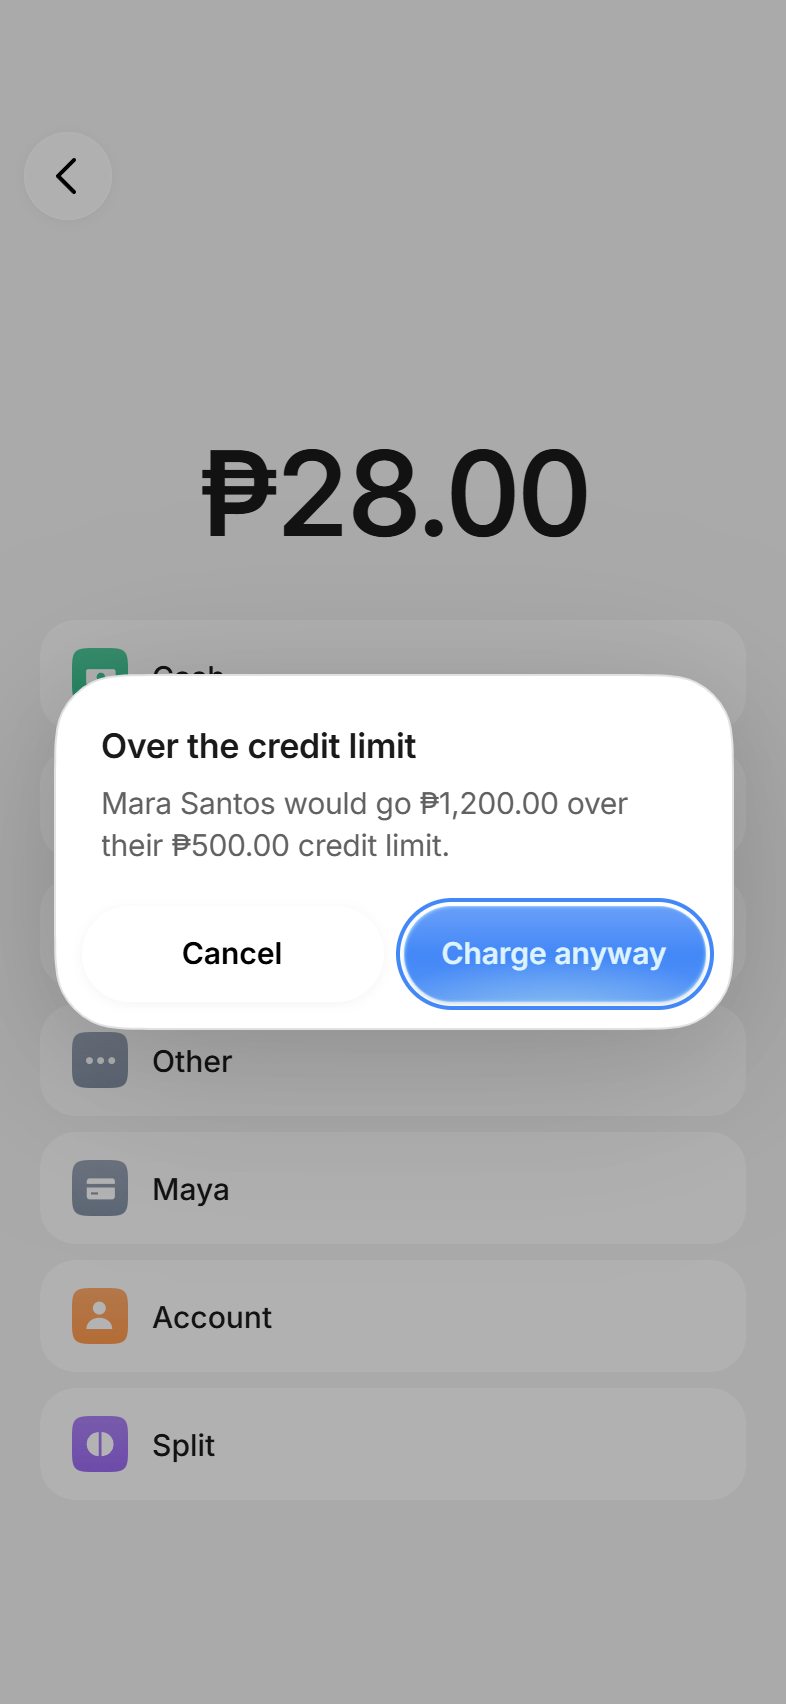 ₱28.00
Cash
Over the credit limit
Mara Santos would go ₱1,200.00 over
their ₱500.00 credit limit.
Cancel
Charge anyway
Other
Maya
Account
Split